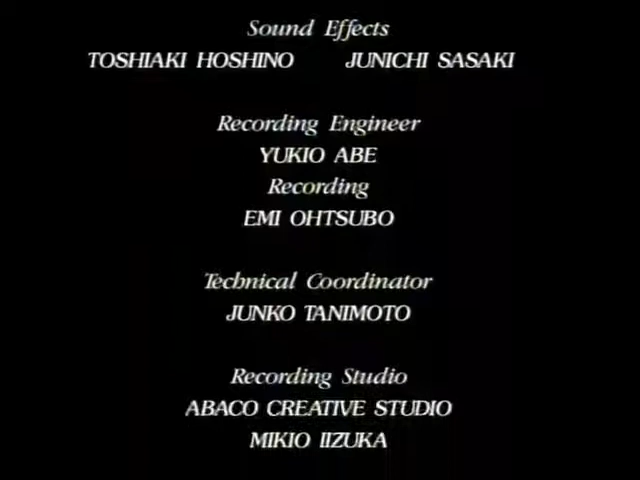 Sound Effects
TOSHIAKI HOSHINO JUNICHI SASAKI
Recording Engineer
YUKIO ABE
Recording
EMI OHTSUBO
Technical Coordinator
JUNKO TANIMOTO
Recording Studio
ABACO CREATIVE STUDIO
MIKIO IIZUKA